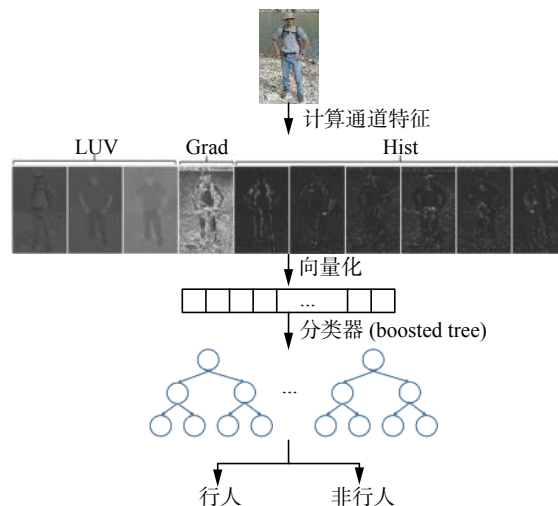 计算通道特征
LUV Grad Hist
向量化
...
分类器 (boosted tree)
...
行人 非行人